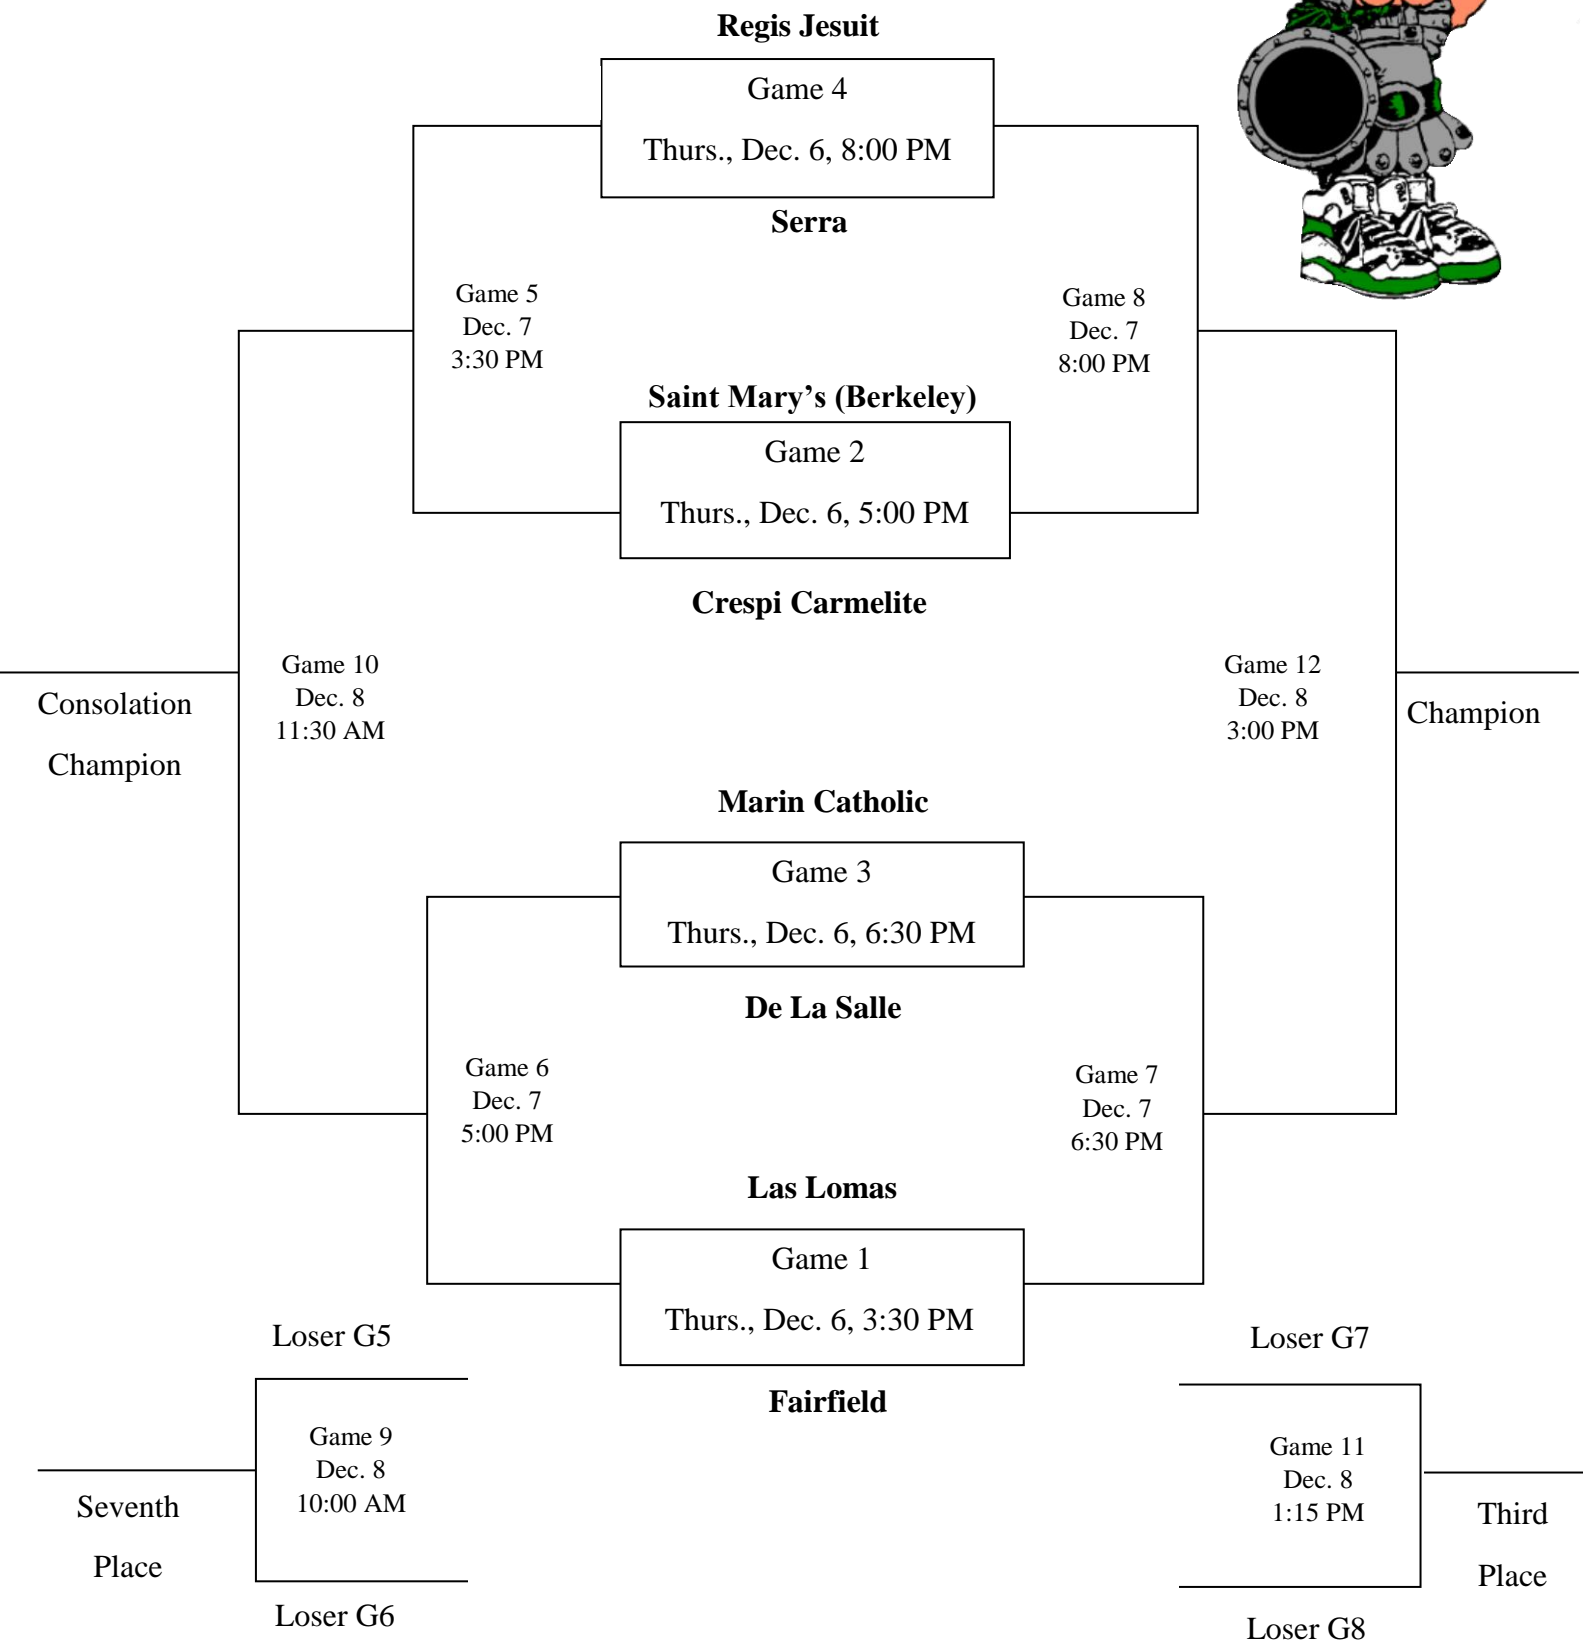 Regis Jesuit
Game 4
Thurs., Dec. 6, 8:00 PM
Serra
Game 5
Dec. 7
3:30 PM
Game 8
Dec. 7
8:00 PM
Saint Mary’s (Berkeley)
Game 2
Thurs., Dec. 6, 5:00 PM
Crespi Carmelite
Consolation
Champion
Game 10
Dec. 8
11:30 AM
Game 12
Dec. 8
3:00 PM
Champion
Marin Catholic
Game 3
Thurs., Dec. 6, 6:30 PM
De La Salle
Game 6
Dec. 7
5:00 PM
Game 7
Dec. 7
6:30 PM
Las Lomas
Game 1
Thurs., Dec. 6, 3:30 PM
Fairfield
Loser G5
Game 9
Dec. 8
10:00 AM
Seventh
Place
Loser G6
Loser G7
Game 11
Dec. 8
1:15 PM
Third
Place
Loser G8